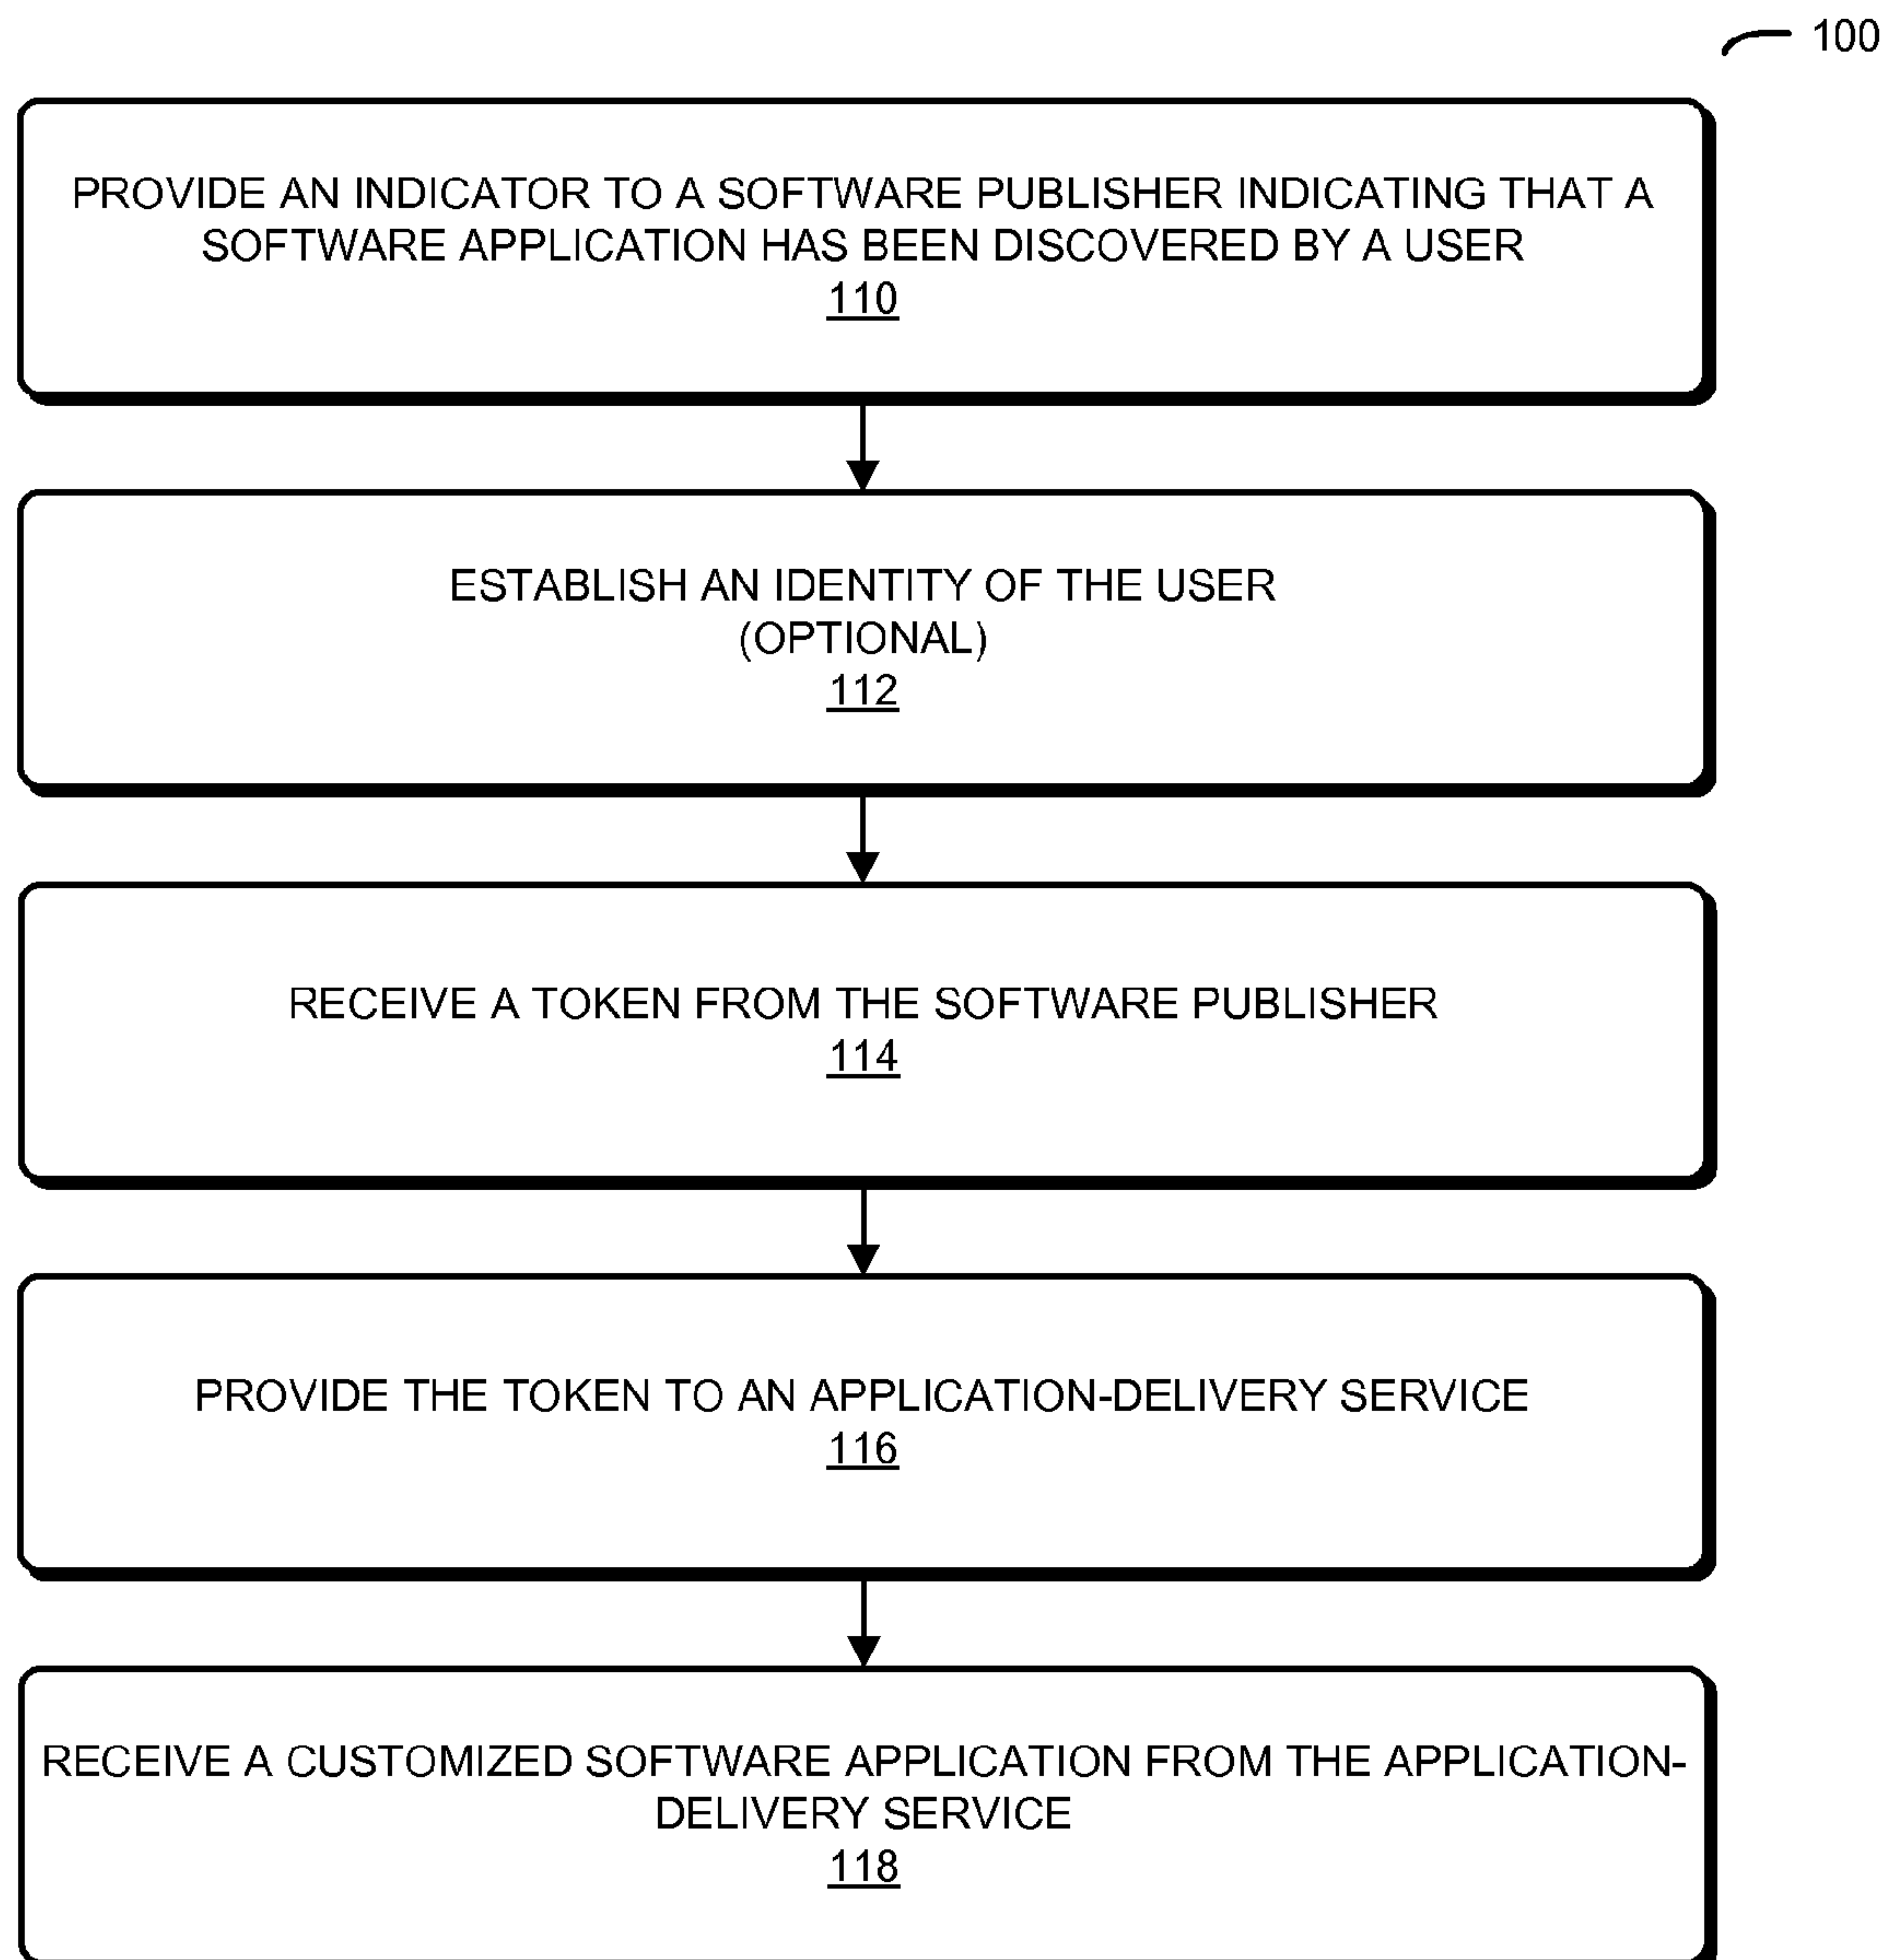 100
PROVIDE AN INDICATOR TO A SOFTWARE PUBLISHER INDICATING THAT A
SOFTWARE APPLICATION HAS BEEN DISCOVERED BY A USER
110
ESTABLISH AN IDENTITY OF THE USER
(OPTIONAL)
112
RECEIVE A TOKEN FROM THE SOFTWARE PUBLISHER
114
PROVIDE THE TOKEN TO AN APPLICATION-DELIVERY SERVICE
116
RECEIVE A CUSTOMIZED SOFTWARE APPLICATION FROM THE APPLICATION-
DELIVERY SERVICE
118